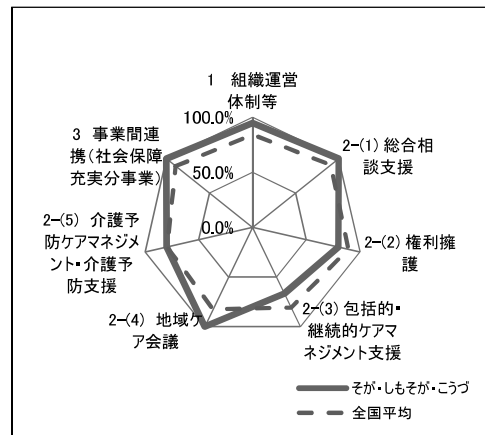 1 組織運営
体制等
100.0%
50.0%
0.0%
2-(1) 総合相
談支援
2-(2) 権利擁
護
2-(3) 包括的・
継続的ケアマ
ネジメント支援
2-(4) 地域ケ
ア会議
2-(5) 介護予
防ケアマネジメ
ント・介護予
防支援
3 事業間連
携(社会保障
充実分事業)
そが・しもそが・こうづ
全国平均